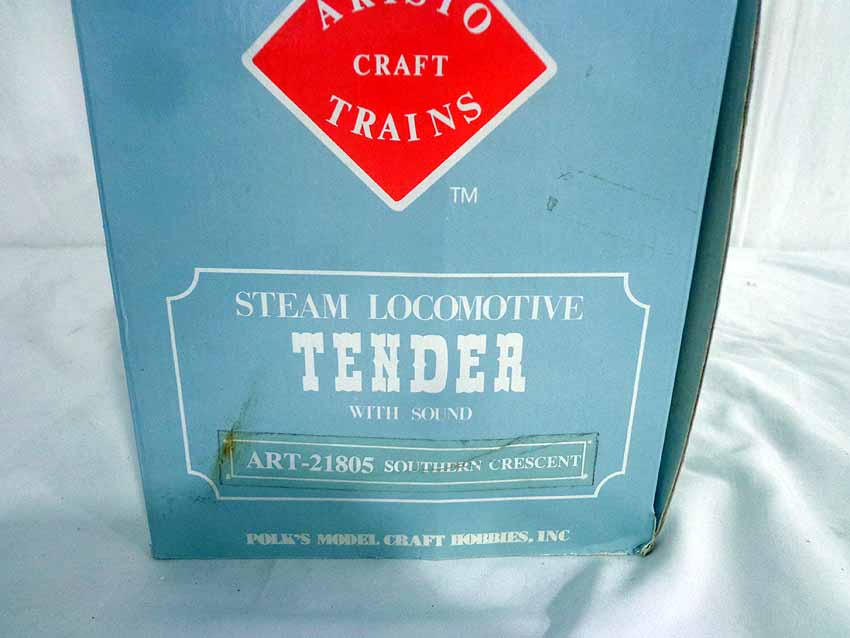 ARISTO
CRAFT
TRAINS
TM
STEAM LOCOMOTIVE
TENDER
WITH SOUND
ART-21805 SOUTHERN CRESCENT
POLK'S MODEL CRAFT HOBBIES, INC